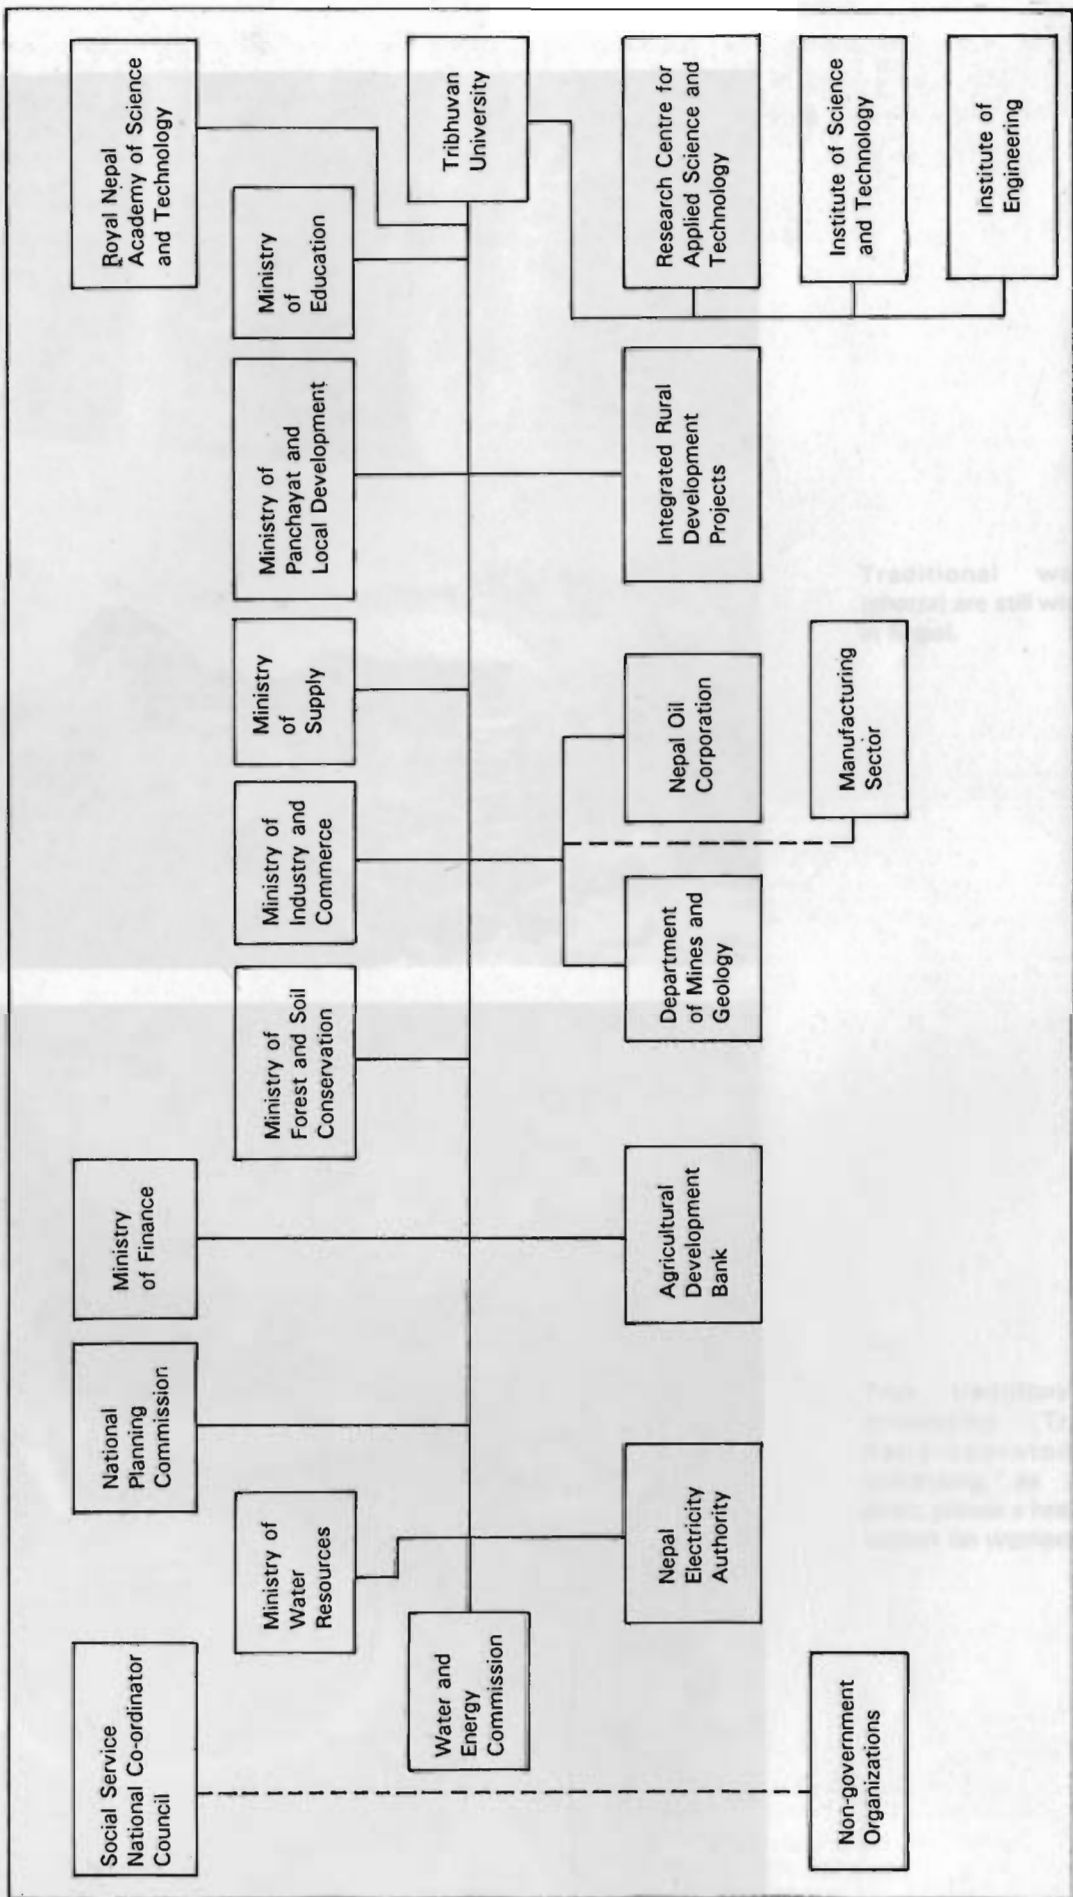 Social Service
National Co-ordinator
Council
National
Planning
Commission
Ministry
of Finance
Royal Nepal
Academy of Science
and Technology
Ministry of
Water
Resources
Ministry of
Forest and Soil
Conservation
Ministry of
Industry and
Commerce
Ministry
of
Supply
Ministry of
Panchayat and
Local Development
Ministry
of
Education
Water and
Energy
Commission
Tribhuvan
University
Nepal
Electricity
Authority
Agricultural
Development
Bank
Department
of Mines and
Geology
Nepal Oil
Corporation
Integrated Rural
Development
Projects
Research Centre for
Applied Science and
Technology
Non-government
Organizations
Manufacturing
Sector
Institute of Science
and Technology
Institute of
Engineering
Traditional
are still
in Nepal.